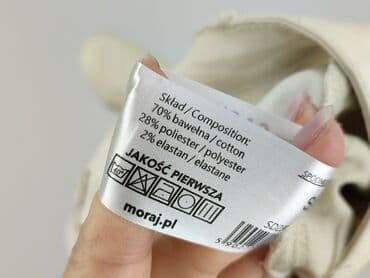 Skład / Composition:
70% bawełna / cotton
28% poliester / polyester
2% elastan / elastane
JAKOŚĆ PIERWSZA
moraj.pl